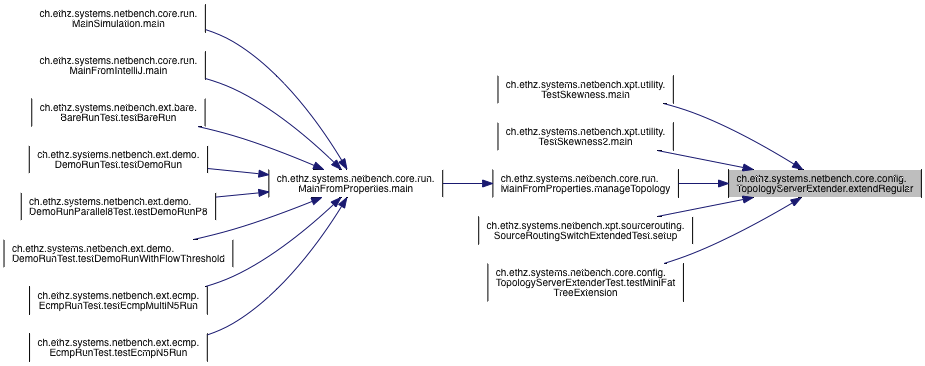 ch.ethz.systems.netbench.core.run.
MainSimulation.main
ch.ethz.systems.netbench.core.run.
MainFromIntelliJ.main
ch.ethz.systems.netbench.ext.bare.
BareRunTest.testBareRun
ch.ethz.systems.netbench.ext.demo.
DemoRunTest.testDemoRun
ch.ethz.systems.netbench.ext.demo.
DemoRunParallel8Test.testDemoRunP8
ch.ethz.systems.netbench.ext.demo.
DemoRunTest.testDemoRunWithFlowThreshold
ch.ethz.systems.netbench.ext.ecmp.
EcmpRunTest.testEcmpMultiN5Run
ch.ethz.systems.netbench.ext.ecmp.
EcmpRunTest.testEcmpN5Run
ch.ethz.systems.netbench.core.run.
MainFromProperties.main
ch.ethz.systems.netbench.xpt.utility.
TestSkewness.main
ch.ethz.systems.netbench.xpt.utility.
TestSkewness2.main
ch.ethz.systems.netbench.core.run.
MainFromProperties.manageTopology
ch.ethz.systems.netbench.xpt.sourcerouting.
SourceRoutingSwitchExtendedTest.setup
ch.ethz.systems.netbench.core.config.
TopologyServerExtenderTest.testMiniFat
TreeExtension
ch.ethz.systems.netbench.core.config.
TopologyServerExtender.extendRegular